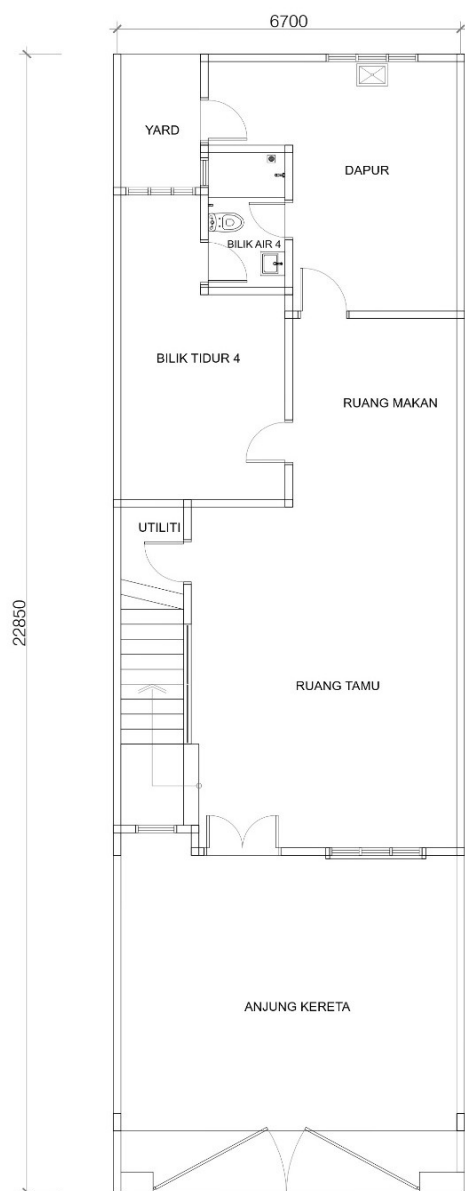 6700
YARD
DAPUR
BILIK AIR 4
BILIK TIDUR 4
RUANG MAKAN
UTILITI
22850
RUANG TAMU
ANJUNG KERETA